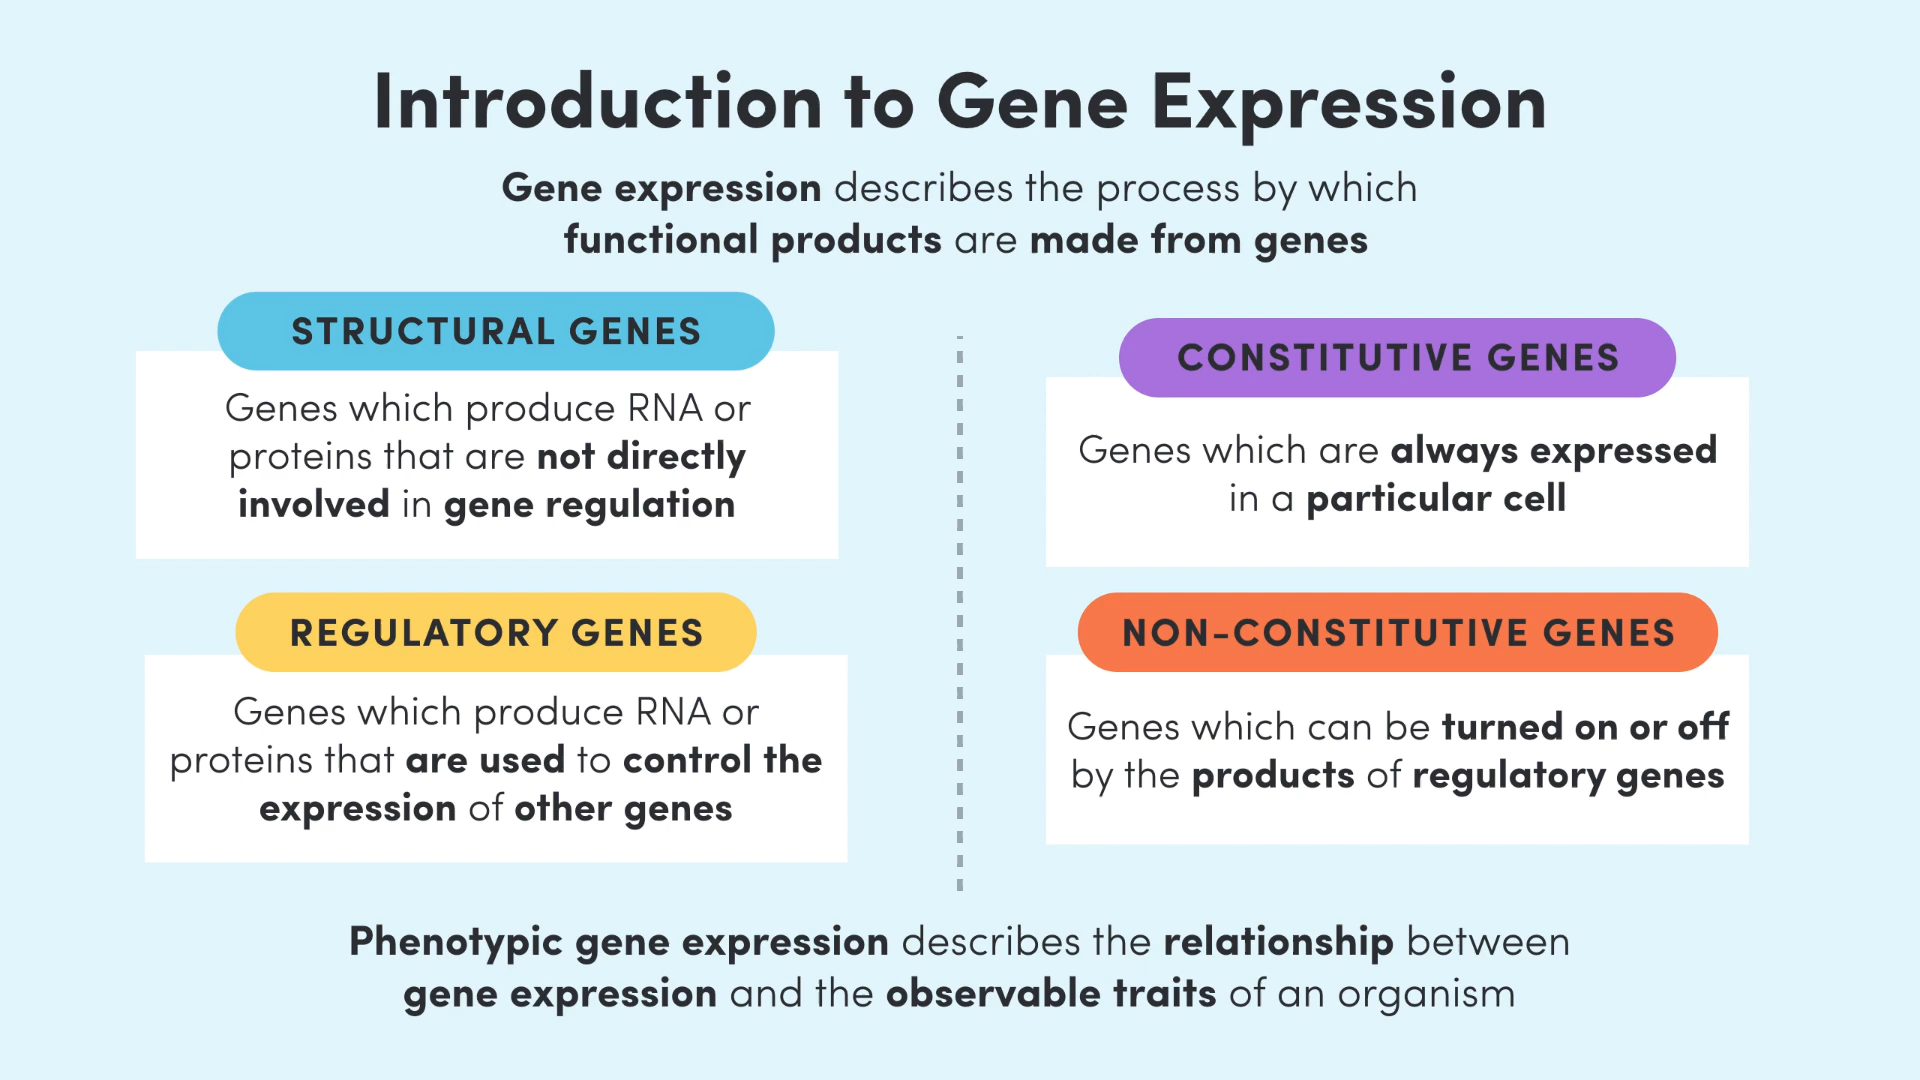 Introduction to Gene Expression
Gene expression describes the process by which
functional products are made from genes
STRUCTURAL GENES
Genes which produce RNA or
proteins that are not directly
involved in gene regulation
REGULATORY GENES
Genes which produce RNA or
proteins that are used to control the
expression of other genes
CONSTITUTIVE GENES
Genes which are always expressed
in a particular cell
NON-CONSTITUTIVE GENES
Genes which can be turned on or off
by the products of regulatory genes
Phenotypic gene expression describes the relationship between
gene expression and the observable traits of an organism